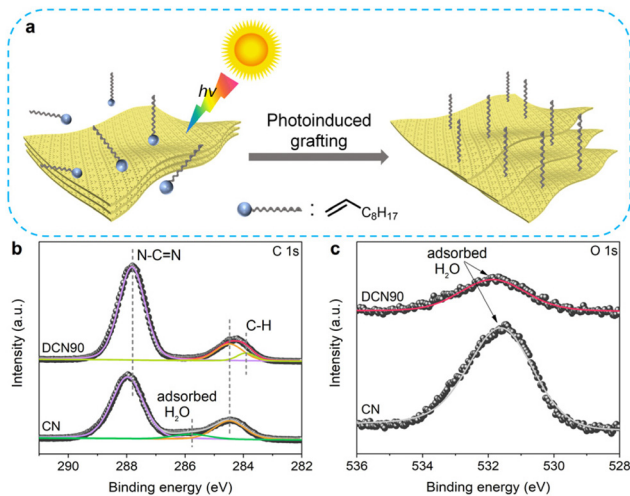 a
hν
Photoinduced
grafting
:
C8H17
b
C 1s
N-C=N
DCN90
C-H
adsorbed
H2O
CN
Intensity (a.u.)
290 288 286 284 282
Binding energy (eV)
c
O 1s
adsorbed
H2O
DCN90
CN
Intensity (a.u.)
536 534 532 530 528
Binding energy (eV)